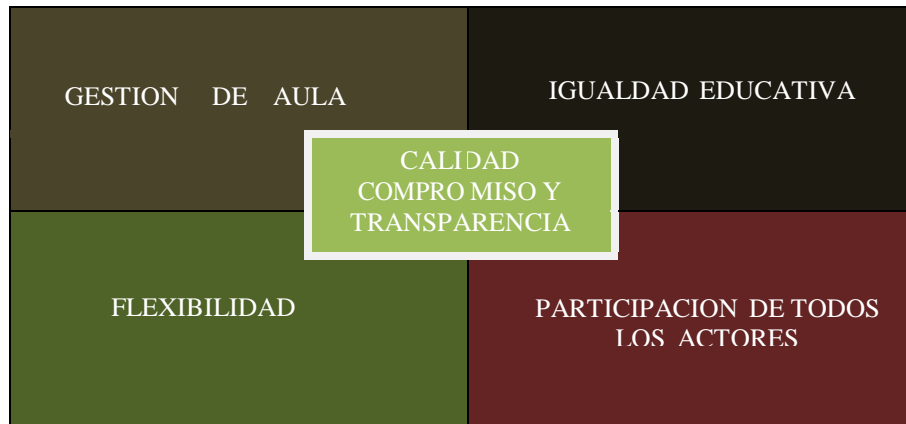 GESTION DE AULA
IGUALDAD EDUCATIVA
CALIDAD
COMPRO MISO Y
TRANSPARENCIA
FLEXIBILIDAD
PARTICIPACION DE TODOS
LOS ACTORES